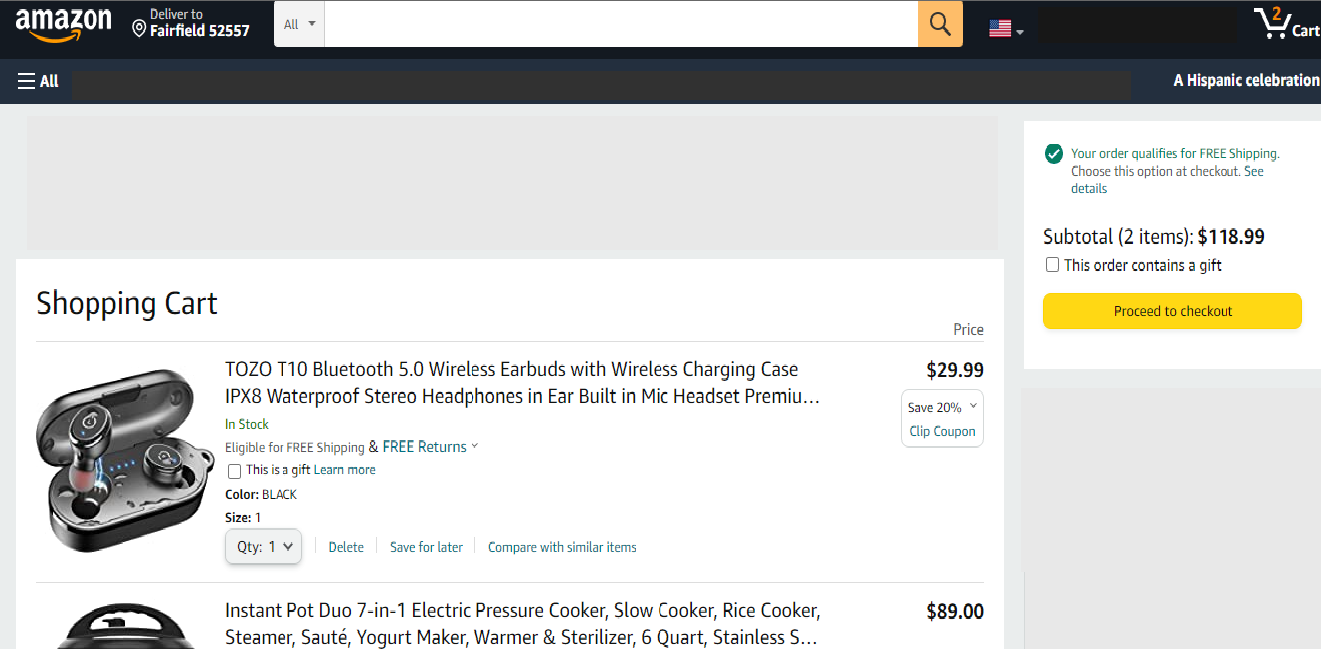 amazon
Deliver to
Fairfield 52557
All
2
Cart
All
A Hispanic celebration
Your order qualifies for FREE Shipping.
Choose this option at checkout. See
details
Subtotal (2 items): $118.99
This order contains a gift
Proceed to checkout
Shopping Cart
Price
TOZO T10 Bluetooth 5.0 Wireless Earbuds with Wireless Charging Case
IPX8 Waterproof Stereo Headphones in Ear Built in Mic Headset Premiu...
$29.99
Save 20%
Clip Coupon
In Stock
Eligible for FREE Shipping & FREE Returns
This is a gift Learn more
Color: BLACK
Size: 1
Qty: 1
Delete
Save for later
Compare with similar items
Instant Pot Duo 7-in-1 Electric Pressure Cooker, Slow Cooker, Rice Cooker,
Steamer, Sauté, Yogurt Maker, Warmer & Sterilizer, 6 Quart, Stainless S...
$89.00